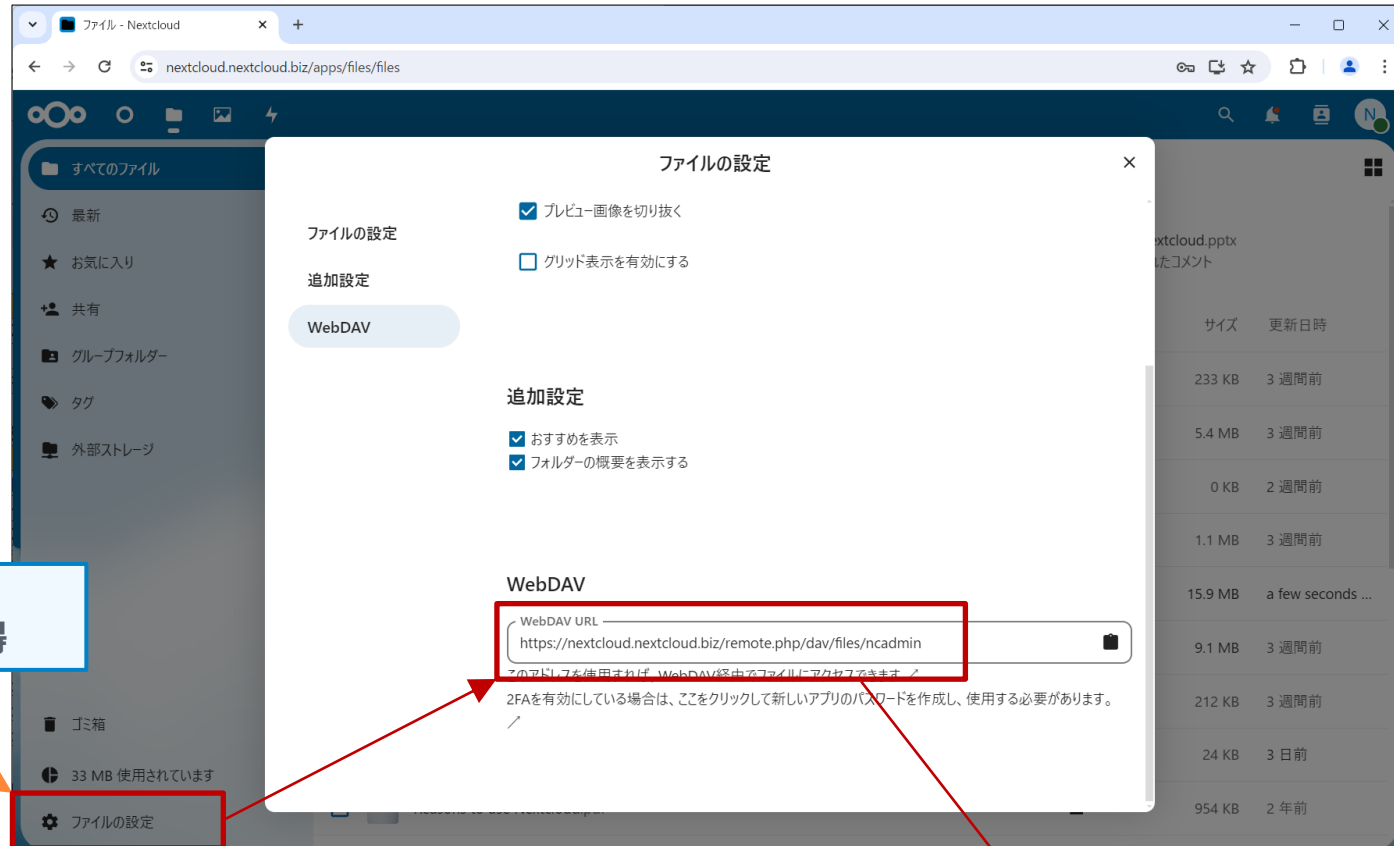 ファイル - Nextcloud
nextcloud.nextcloud.biz/apps/files/files
N
すべてのファイル
最新
お気に入り
共有
グループフォルダー
タグ
外部ストレージ
得
ゴミ箱
33 MB 使用されています
ファイルの設定
ファイルの設定
ファイルの設定
追加設定
WebDAV
プレビュー画像を切り抜く
グリッド表示を有効にする
追加設定
おすすめを表示
フォルダーの概要を表示する
WebDAV
WebDAV URL
https://nextcloud.nextcloud.biz/remote.php/dav/files/ncadmin
このアドレスを使用すれば、WebDAV経由でファイルにアクセスできます ↗
2FAを有効にしている場合は、ここをクリックして新しいアプリのパスワードを作成し、使用する必要があります。
↗
extcloud.pptx
たコメント
サイズ 更新日時
233 KB 3 週間前
5.4 MB 3 週間前
0 KB 2 週間前
1.1 MB 3 週間前
15.9 MB a few seconds ...
9.1 MB 3 週間前
212 KB 3 週間前
24 KB 3 日前
954 KB 2 年前